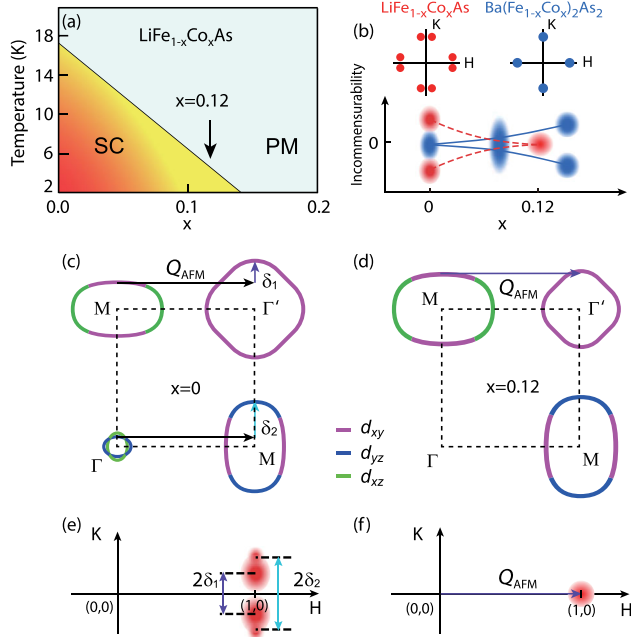 (a)
LiFe1-xCoxAs
x=0.12
SC
PM
Temperature (K)
18
14
10
6
2
0.0
0.1
0.2
x
(b)
LiFe1-xCoxAs
Ba(Fe1-xCox)2As2
K
H
K
H
Incommensurability
0
0
0.12
x
(c)
QAFM
δ1
M
Γ‘
x=0
δ2
Γ
M
dxy
dyz
dxz
(d)
QAFM
M
Γ‘
x=0.12
Γ
M
(e)
K
2δ1
2δ2
(0,0)
(1,0)
H
(f)
K
QAFM
(0,0)
(1,0)
H